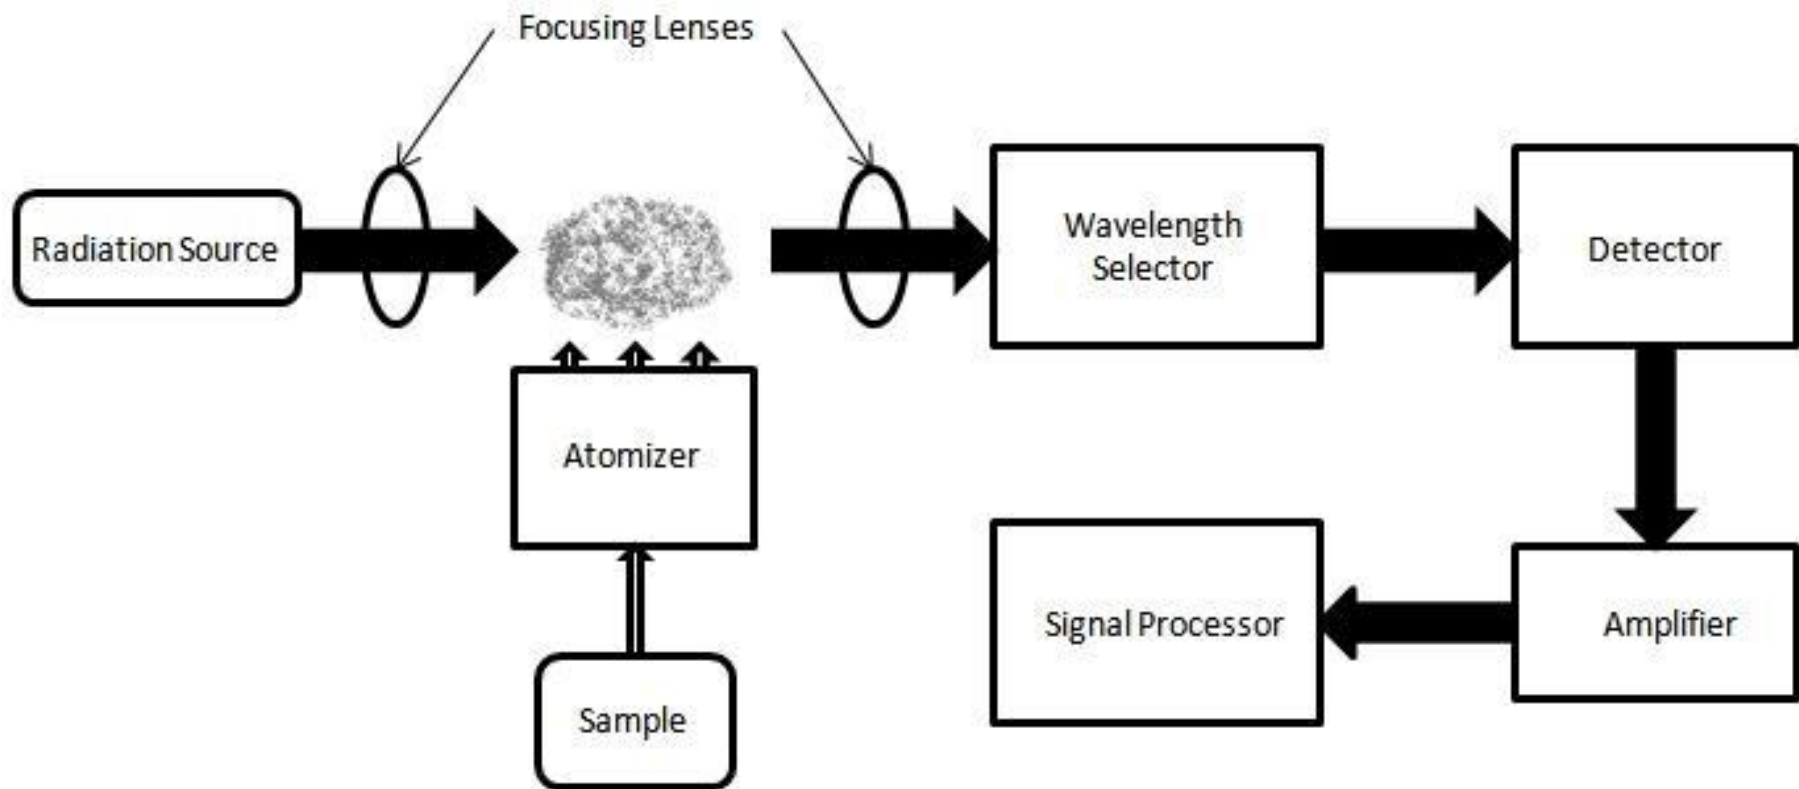 Focusing Lenses
Radiation Source
Wavelength
Selector
Detector
Atomizer
Signal Processor
Amplifier
Sample